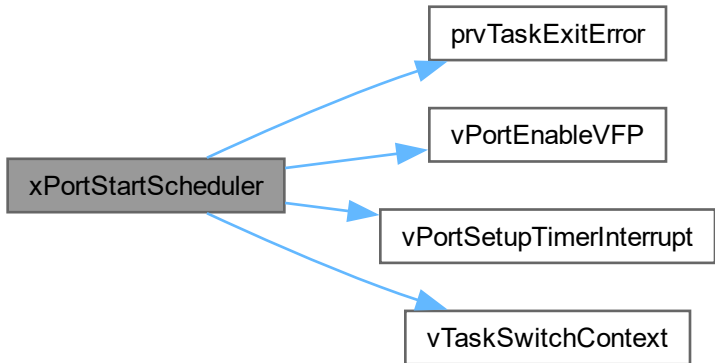 prvTaskExitError
vPortEnableVFP
xPortStartScheduler
vPortSetupTimerInterrupt
vTaskSwitchContext